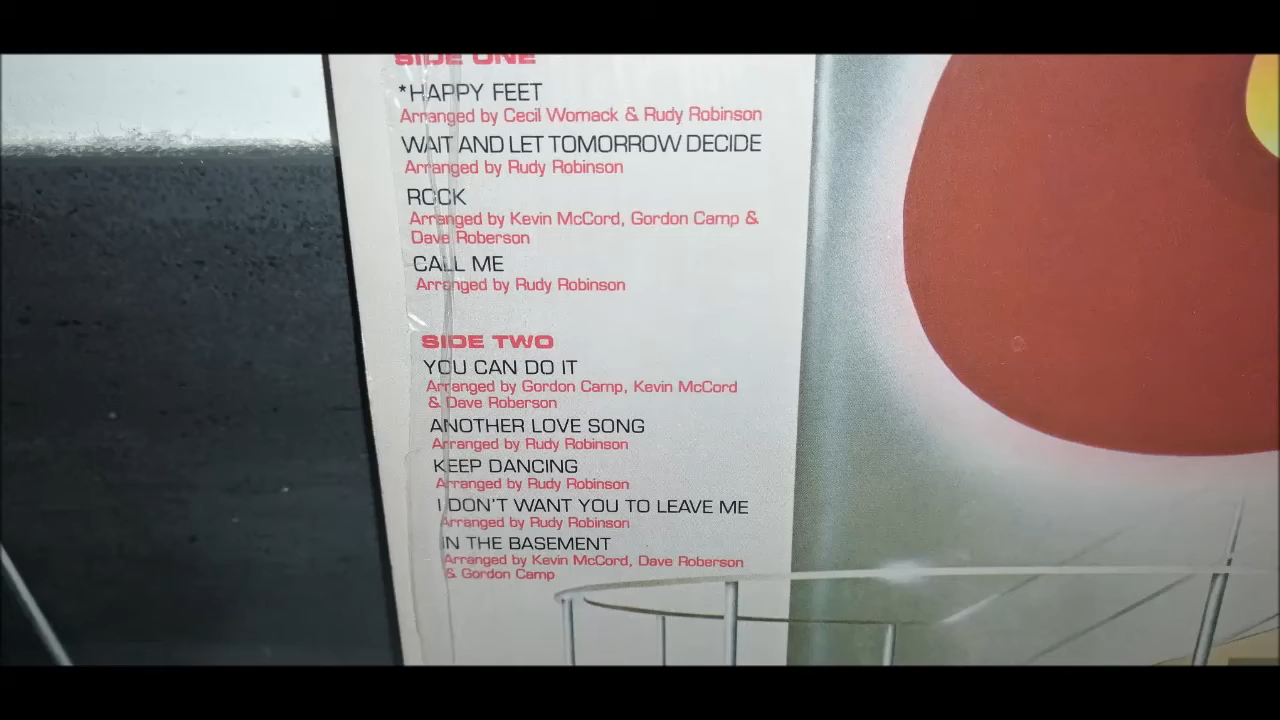 SIDE ONE
*HAPPY FEET
Arranged by Cecil Womack & Rudy Robinson
WAIT AND LET TOMORROW DECIDE
Arranged by Rudy Robinson
ROCK
Arranged by Kevin McCord, Gordon Camp &
Dave Roberson
CALL ME
Arranged by Rudy Robinson
SIDE TWO
YOU CAN DO IT
Arranged by Gordon Camp, Kevin McCord
& Dave Roberson
ANOTHER LOVE SONG
Arranged by Rudy Robinson
KEEP DANCING
Arranged by Rudy Robinson
I DON'T WANT YOU TO LEAVE ME
Arranged by Rudy Robinson
IN THE BASEMENT
Arranged by Kevin McCord, Dave Roberson
& Gordon Camp